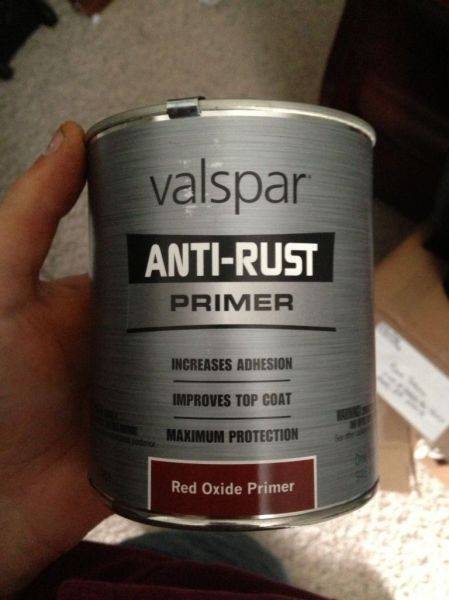 valspar
ANTI-RUST
PRIMER
INCREASES ADHESION
IMPROVES TOP COAT
MAXIMUM PROTECTION
Red Oxide Primer